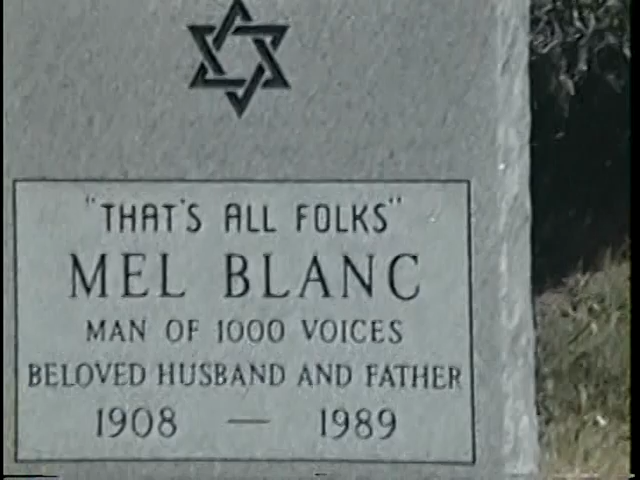 "THAT'S ALL FOLKS"
MEL BLANC
MAN OF 1000 VOICES
BELOVED HUSBAND AND FATHER
1908 — 1989